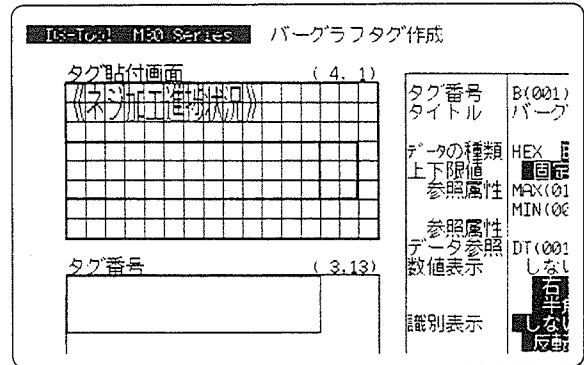 IDS-Tool M30 Series バーグラフタグ作成
タグ貼付画面 ( 4, 1)
《ネジ加工進捗状況》
タグ番号 ( 3,13)
タグ番号 B(001)
タイトル バーグ
データの種類 HEX
上下限値 固定
参照属性 MAX(01
MIN(00
参照属性
データ参照 DT(001
数値表示 しない
右
半角
識別表示 しない
反転